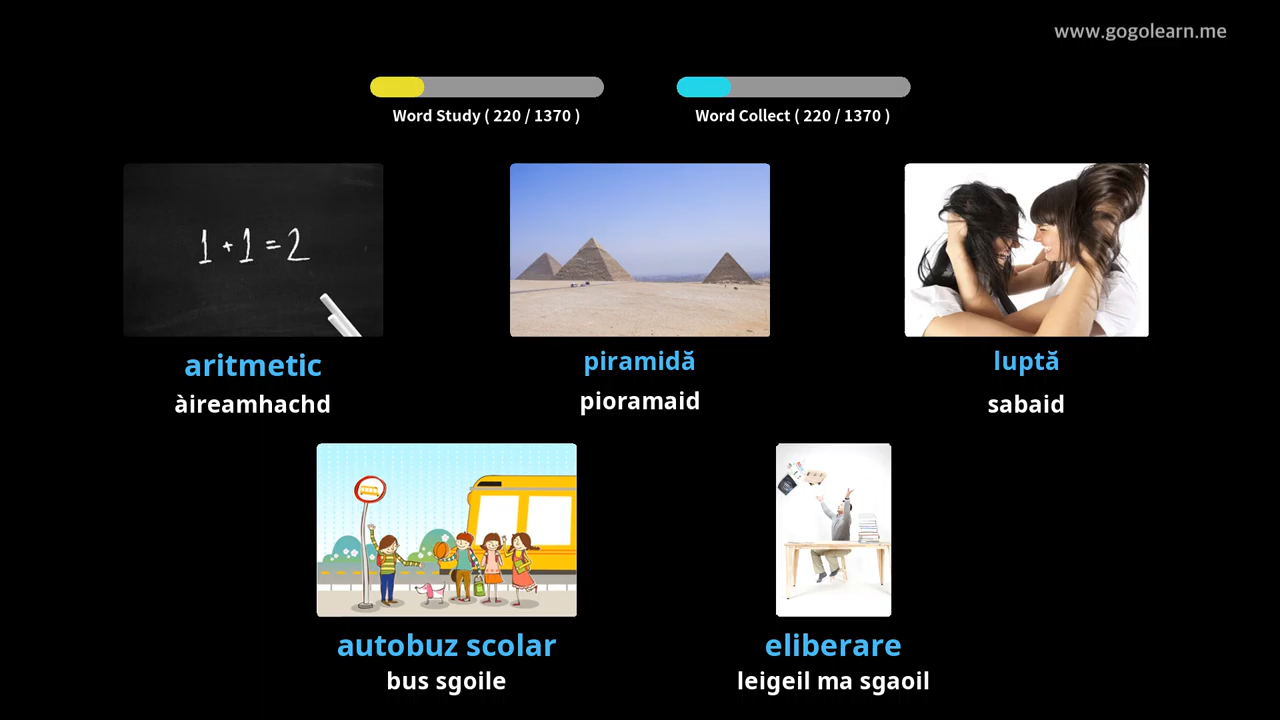 www.gogolearn.me
Word Study ( 220 / 1370 )
Word Collect ( 220 / 1370 )
1 + 1 = 2
aritmetic
àireamhachd
piramidă
pioramaid
luptă
sabaid
autobuz scolar
bus sgoile
eliberare
leigeil ma sgaoil